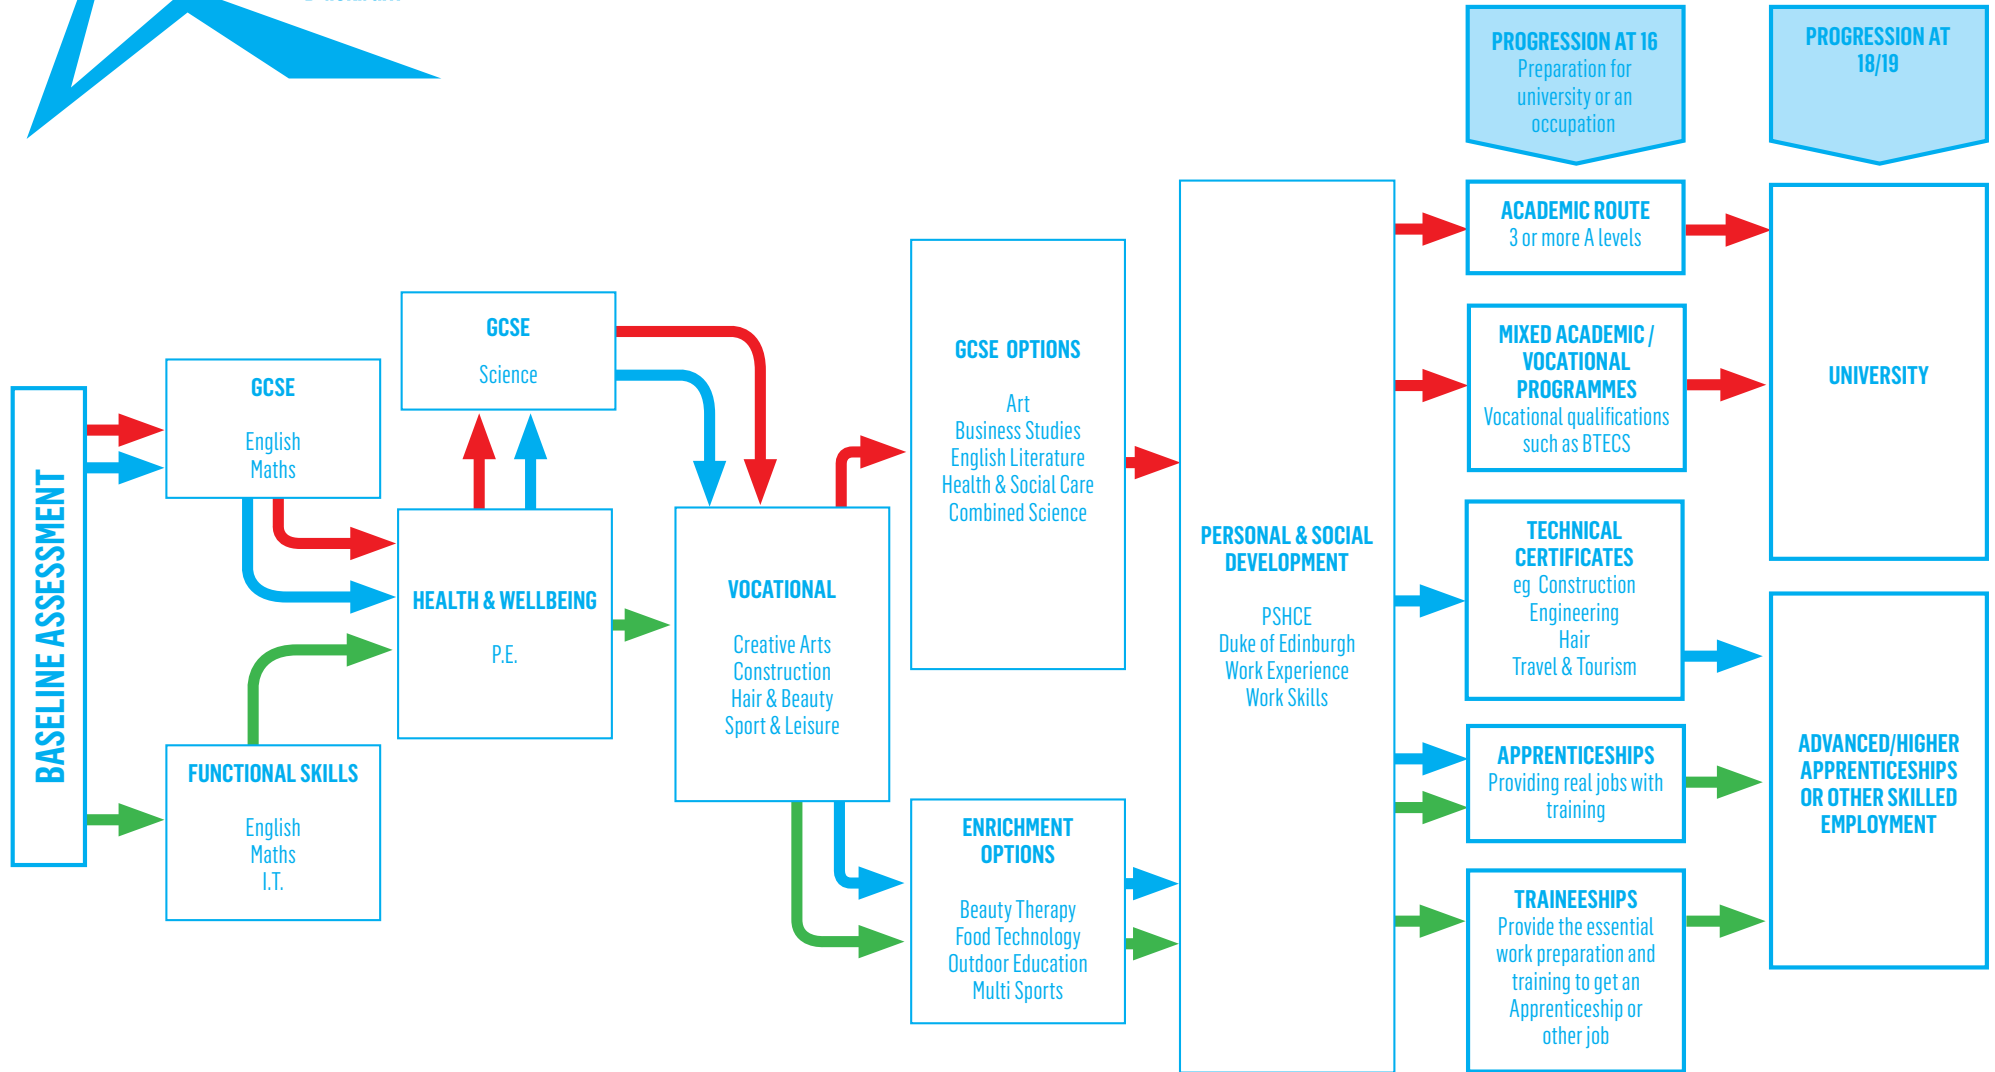 PROGRESSION AT 16
Preparation for
university or an
occupation
PROGRESSION AT
18/19
BASELINE ASSESSMENT
GCSE
English
Maths
FUNCTIONAL SKILLS
English
Maths
I.T.
GCSE
Science
HEALTH & WELLBEING
P.E.
VOCATIONAL
Creative Arts
Construction
Hair & Beauty
Sport & Leisure
GCSE OPTIONS
Art
Business Studies
English Literature
Health & Social Care
Combined Science
ENRICHMENT
OPTIONS
Beauty Therapy
Food Technology
Outdoor Education
Multi Sports
PERSONAL & SOCIAL
DEVELOPMENT
PSHCE
Duke of Edinburgh
Work Experience
Work Skills
ACADEMIC ROUTE
3 or more A levels
MIXED ACADEMIC /
VOCATIONAL
PROGRAMMES
Vocational qualifications
such as BTECS
TECHNICAL
CERTIFICATES
eg Construction
Engineering
Hair
Travel & Tourism
APPRENTICESHIPS
Providing real jobs with
training
TRAINEESHIPS
Provide the essential
work preparation and
training to get an
Apprenticeship or
other job
UNIVERSITY
ADVANCED/HIGHER
APPRENTICESHIPS
OR OTHER SKILLED
EMPLOYMENT